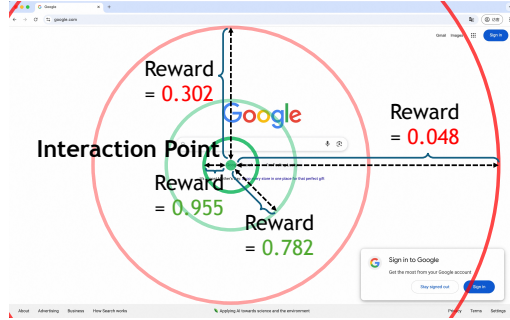 Google
google.com
Gmail
Images
Sign in
Reward
= 0.302
Google
Reward
= 0.048
Interaction Point
Reward
= 0.955
Reward
= 0.782
Sign in to Google
Get the most from your Google account
Stay signed out
Sign in
About
Advertising
Business
How Search works
Applying AI towards science and the environment
Privacy
Terms
Settings